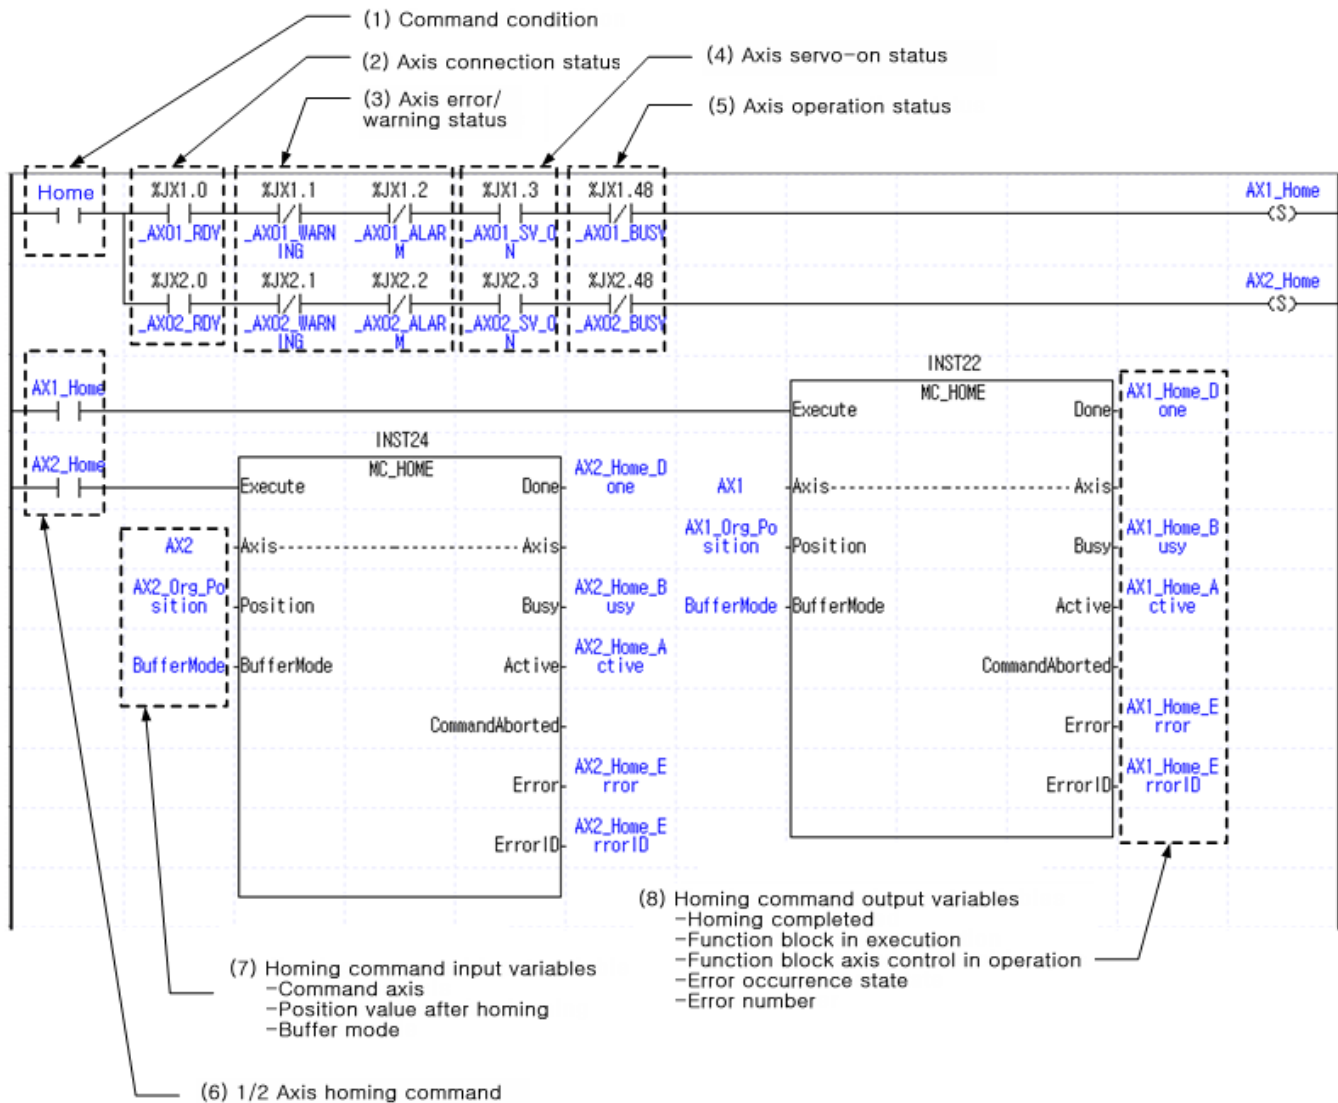 (1) Command condition
(2) Axis connection status
(3) Axis error/
warning status
(4) Axis servo-on status
(5) Axis operation status
Home
%JX1.0
%JX1.1
%JX1.2
%JX1.3
%JX1.48
AX1_Home
(S)
_AX01_RDY
_AX01_WARN
ING
_AX01_ALAR
M
_AX01_SV_O
N
_AX01_BUSY
%JX2.0
%JX2.1
%JX2.2
%JX2.3
%JX2.48
AX2_Home
(S)
_AX02_RDY
_AX02_WARN
ING
_AX02_ALAR
M
_AX02_SV_O
N
_AX02_BUSY
AX1_Home
INST22
MC_HOME
Execute
Done
AX1_Home_D
one
AX1
Axis
Axis
AX1_Org_Po
sition
Position
Busy
AX1_Home_B
usy
BufferMode
BufferMode
Active
AX1_Home_A
ctive
CommandAborted
Error
AX1_Home_E
rror
ErrorID
AX1_Home_E
rrorID
AX2_Home
INST24
MC_HOME
Execute
Done
AX2_Home_D
one
AX2
Axis
Axis
AX2_Org_Po
sition
Position
Busy
AX2_Home_B
usy
BufferMode
BufferMode
Active
AX2_Home_A
ctive
CommandAborted
Error
AX2_Home_E
rror
ErrorID
AX2_Home_E
rrorID
(8) Homing command output variables
-Homing completed
-Function block in execution
-Function block axis control in operation
-Error occurrence state
-Error number
(7) Homing command input variables
-Command axis
-Position value after homing
-Buffer mode
(6) 1/2 Axis homing command